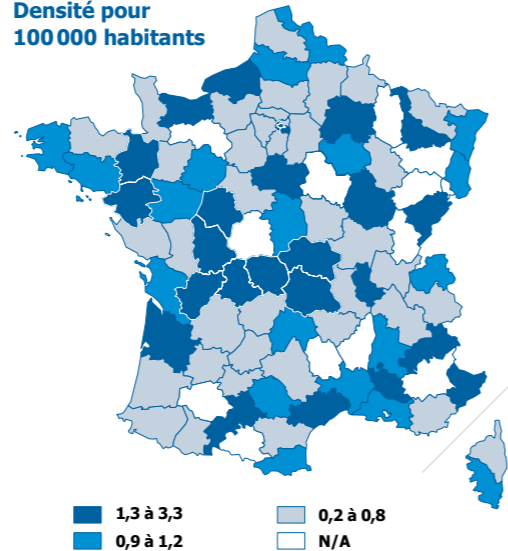 Densité pour
100 000 habitants
1,3 à 3,3
0,2 à 0,8
0,9 à 1,2
N/A